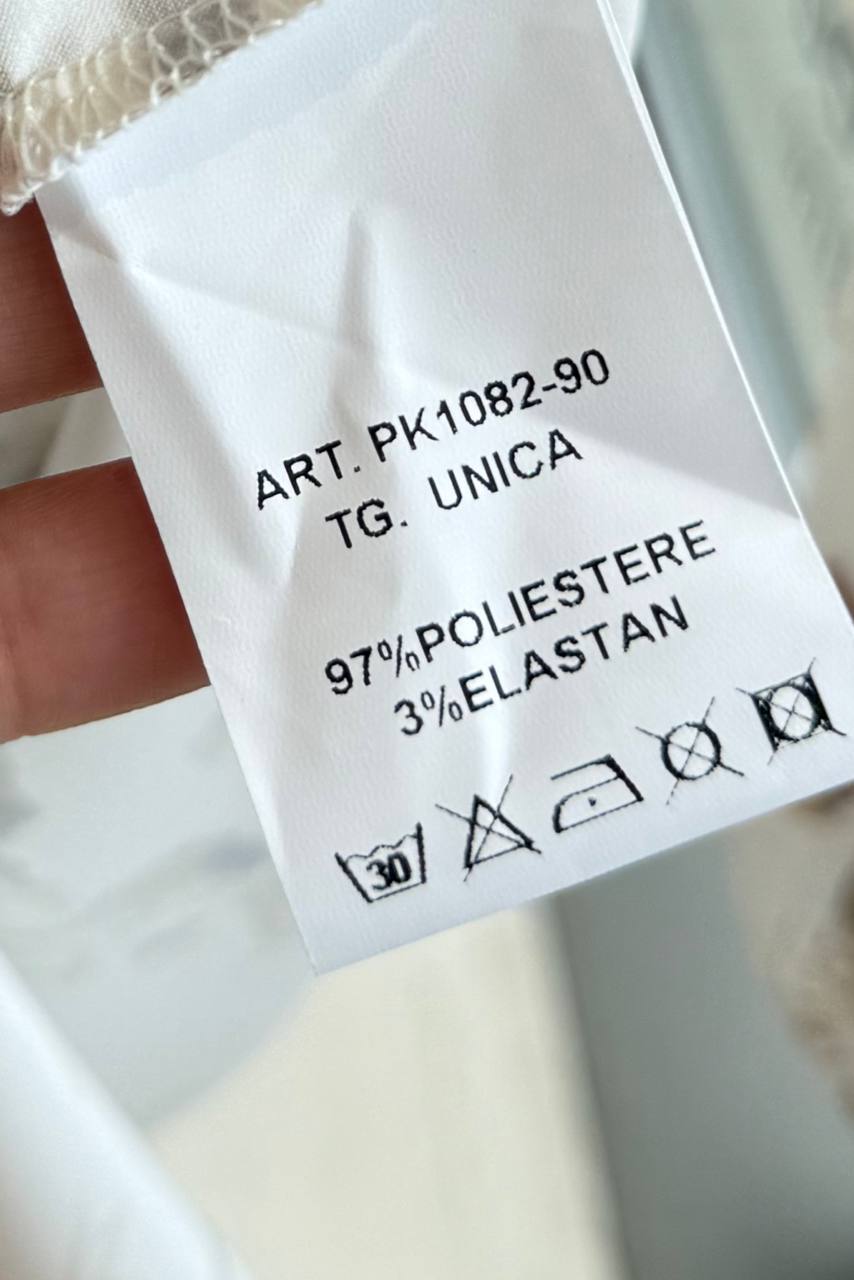 ART. PK1082-90
TG. UNICA
97%POLIESTERE
3%ELASTAN
30